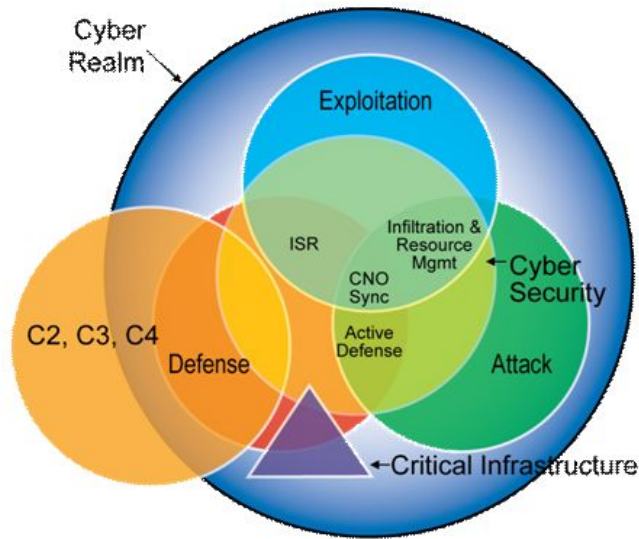 Cyber
Realm
Exploitation
Infiltration &
Resource
Mgmt
ISR
CNO
Sync
Cyber
Security
C2, C3, C4
Active
Defense
Defense
Attack
Critical Infrastructure